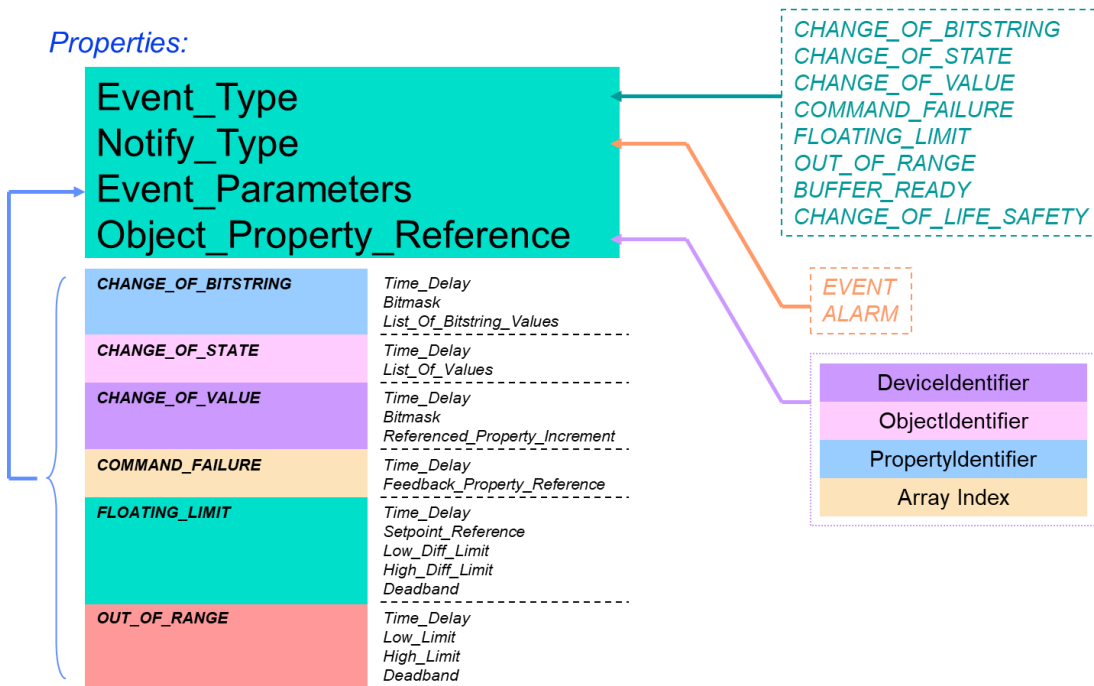 Properties:
Event_Type
Notify_Type
Event_Parameters
Object_Property_Reference
CHANGE_OF_BITSTRING
CHANGE_OF_STATE
CHANGE_OF_VALUE
COMMAND_FAILURE
FLOATING_LIMIT
OUT_OF_RANGE
BUFFER_READY
CHANGE_OF_LIFE_SAFETY
EVENT
ALARM
DeviceIdentifier
ObjectIdentifier
PropertyIdentifier
Array Index
CHANGE_OF_BITSTRING
Time_Delay
Bitmask
List_Of_Bitstring_Values
CHANGE_OF_STATE
Time_Delay
List_Of_Values
CHANGE_OF_VALUE
Time_Delay
Bitmask
Referenced_Property_Increment
COMMAND_FAILURE
Time_Delay
Feedback_Property_Reference
FLOATING_LIMIT
Time_Delay
Setpoint_Reference
Low_Diff_Limit
High_Diff_Limit
Deadband
OUT_OF_RANGE
Time_Delay
Low_Limit
High_Limit
Deadband